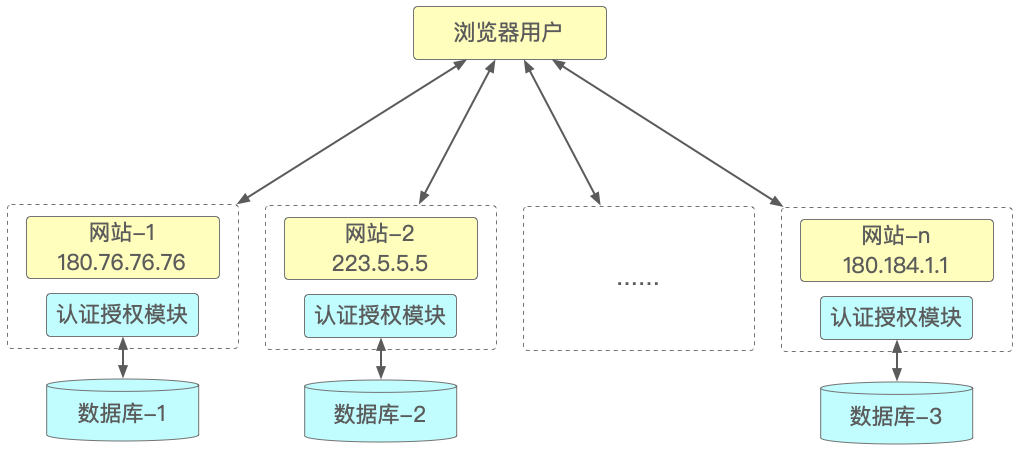 浏览器用户
网站-1
180.76.76.76
认证授权模块
数据库-1
网站-2
223.5.5.5
认证授权模块
数据库-2
……
网站-n
180.184.1.1
认证授权模块
数据库-3